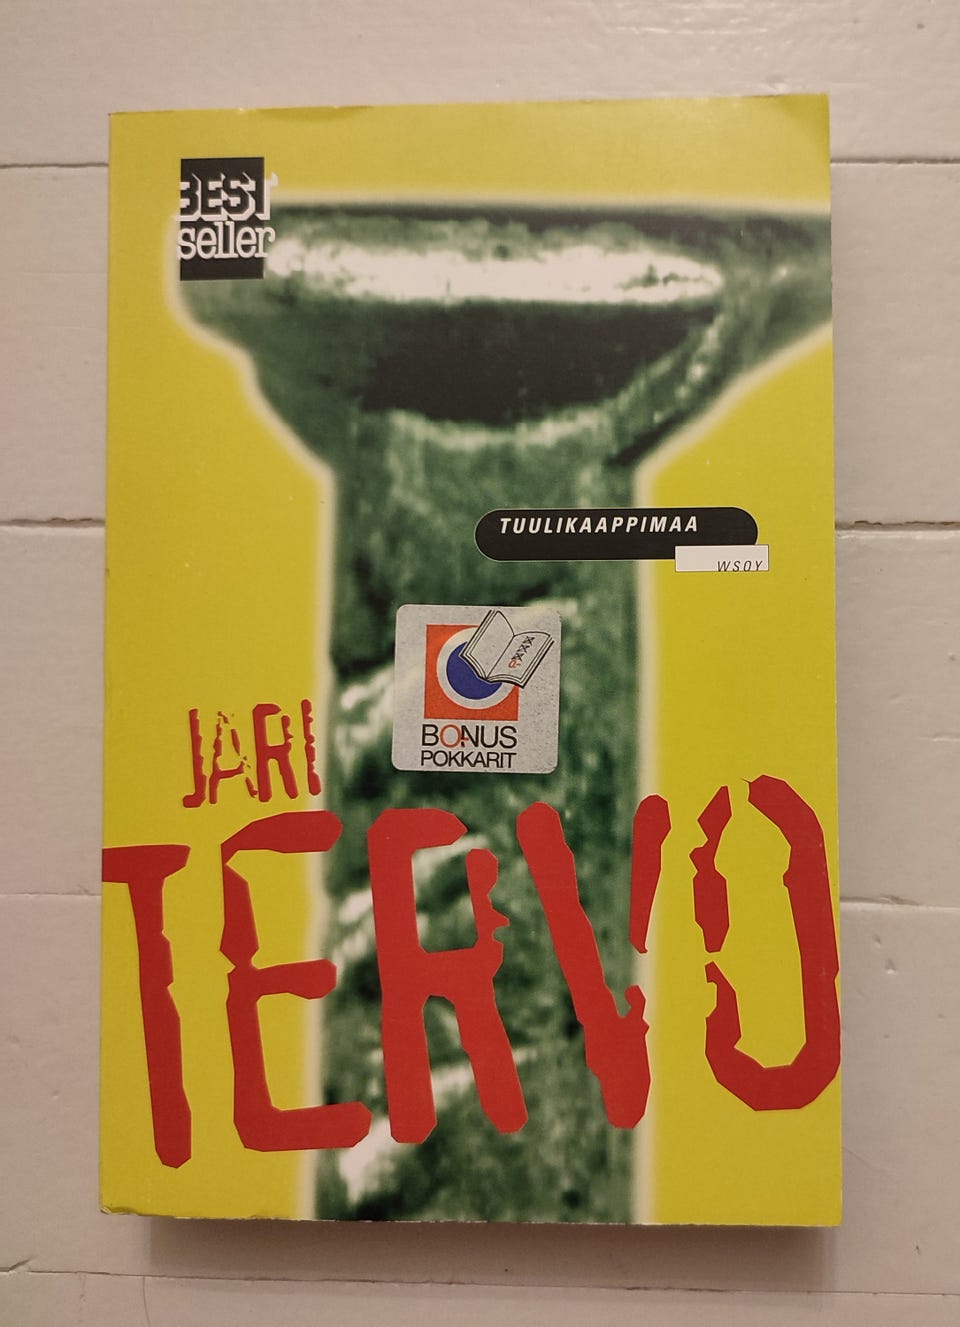 BEST
seller
TUULIKAAPPIMAA
WSOY
BONUS
POKKARIT
JARI
TERVO